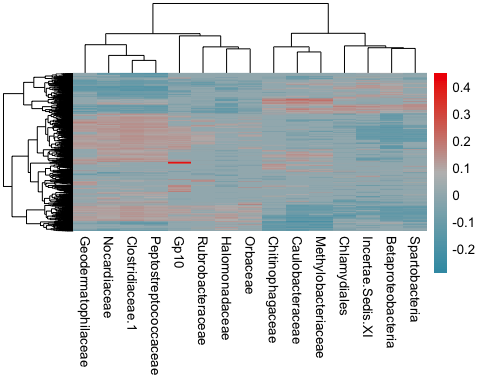 0.4
0.3
0.2
0.1
0
-0.1
-0.2
Geodermatophilaceae
Nocardiaceae
Clostridiaceae.1
Peptostreptococcaceae
Gp10
Rubrobacteraceae
Halomonadaceae
Orbaceae
Chitinophagaceae
Caulobacteraceae
Methylobacteriaceae
Chlamydiales
Incertae.Sedis.XI
Betaproteobacteria
Spartobacteria